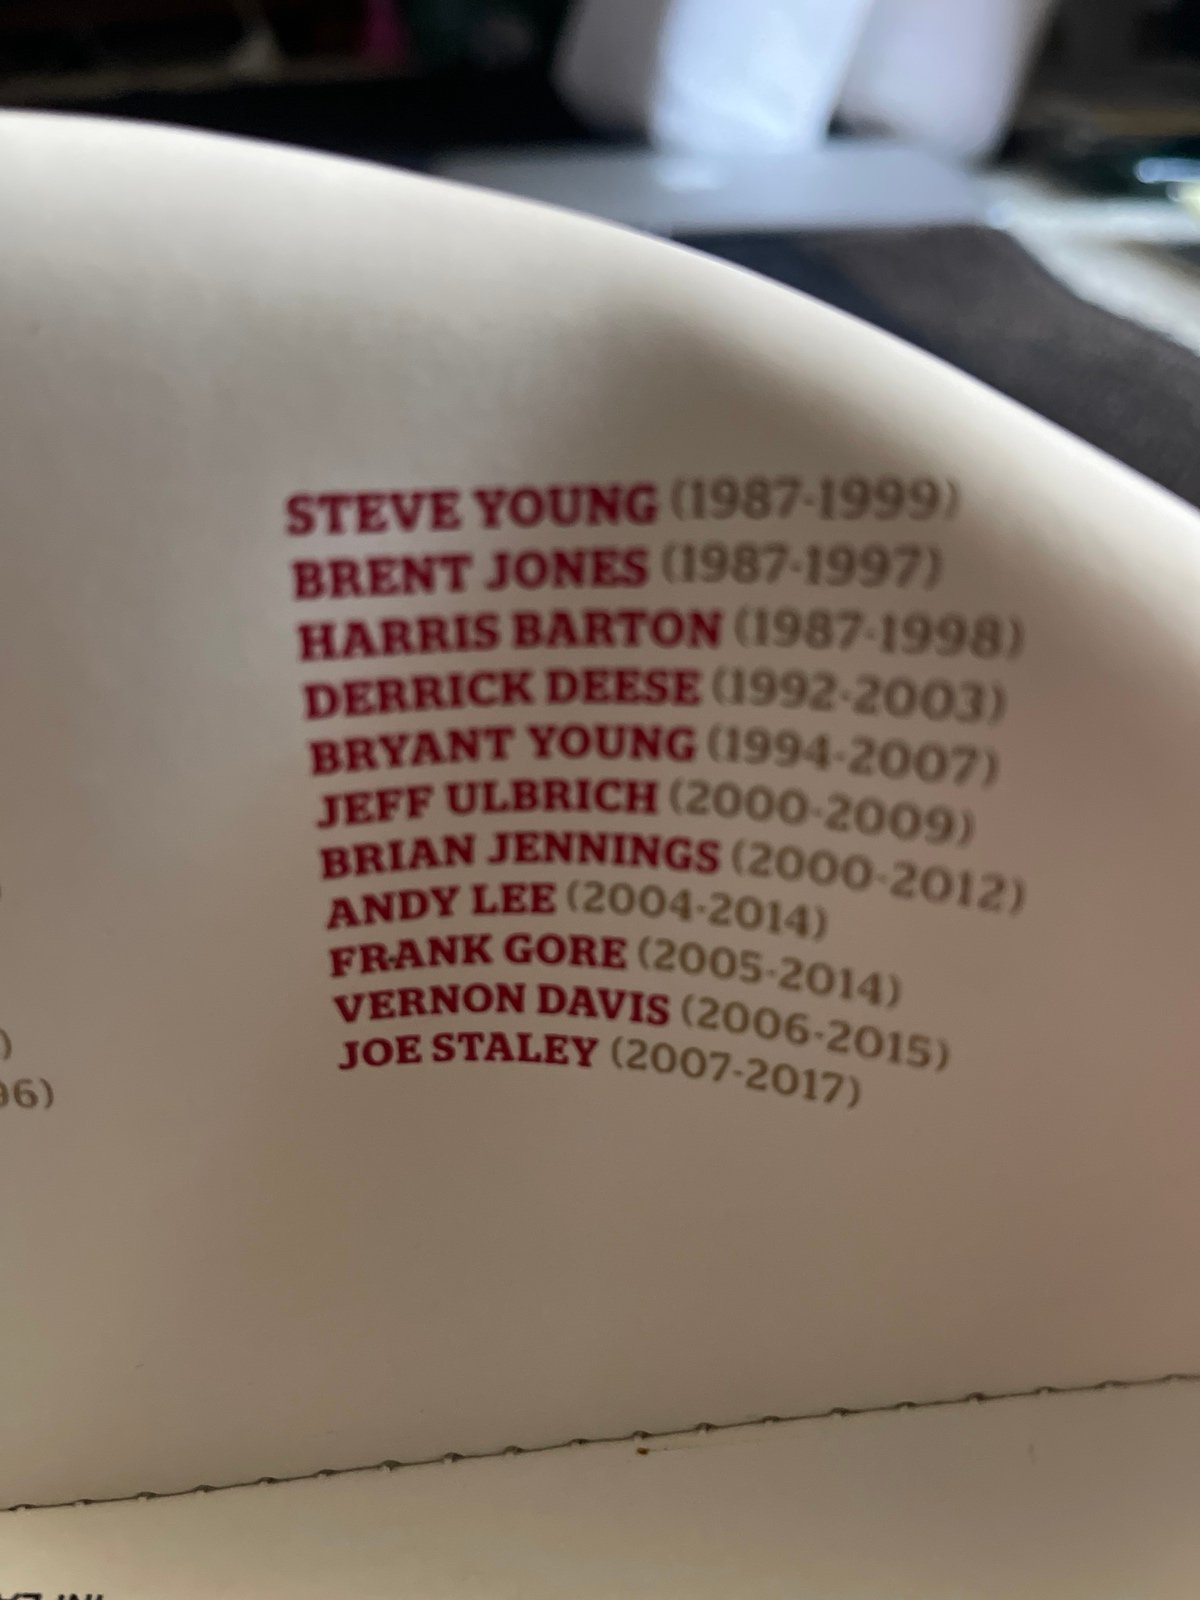 STEVE YOUNG (1987-1999)
BRENT JONES (1987-1997)
HARRIS BARTON (1987-1998)
DERRICK DEESE (1992-2003)
BRYANT YOUNG (1994-2007)
JEFF ULBRICH (2000-2009)
BRIAN JENNINGS (2000-2012)
ANDY LEE (2004-2014)
FRANK GORE (2005-2014)
VERNON DAVIS (2006-2015)
JOE STALEY (2007-2017)
)
96)